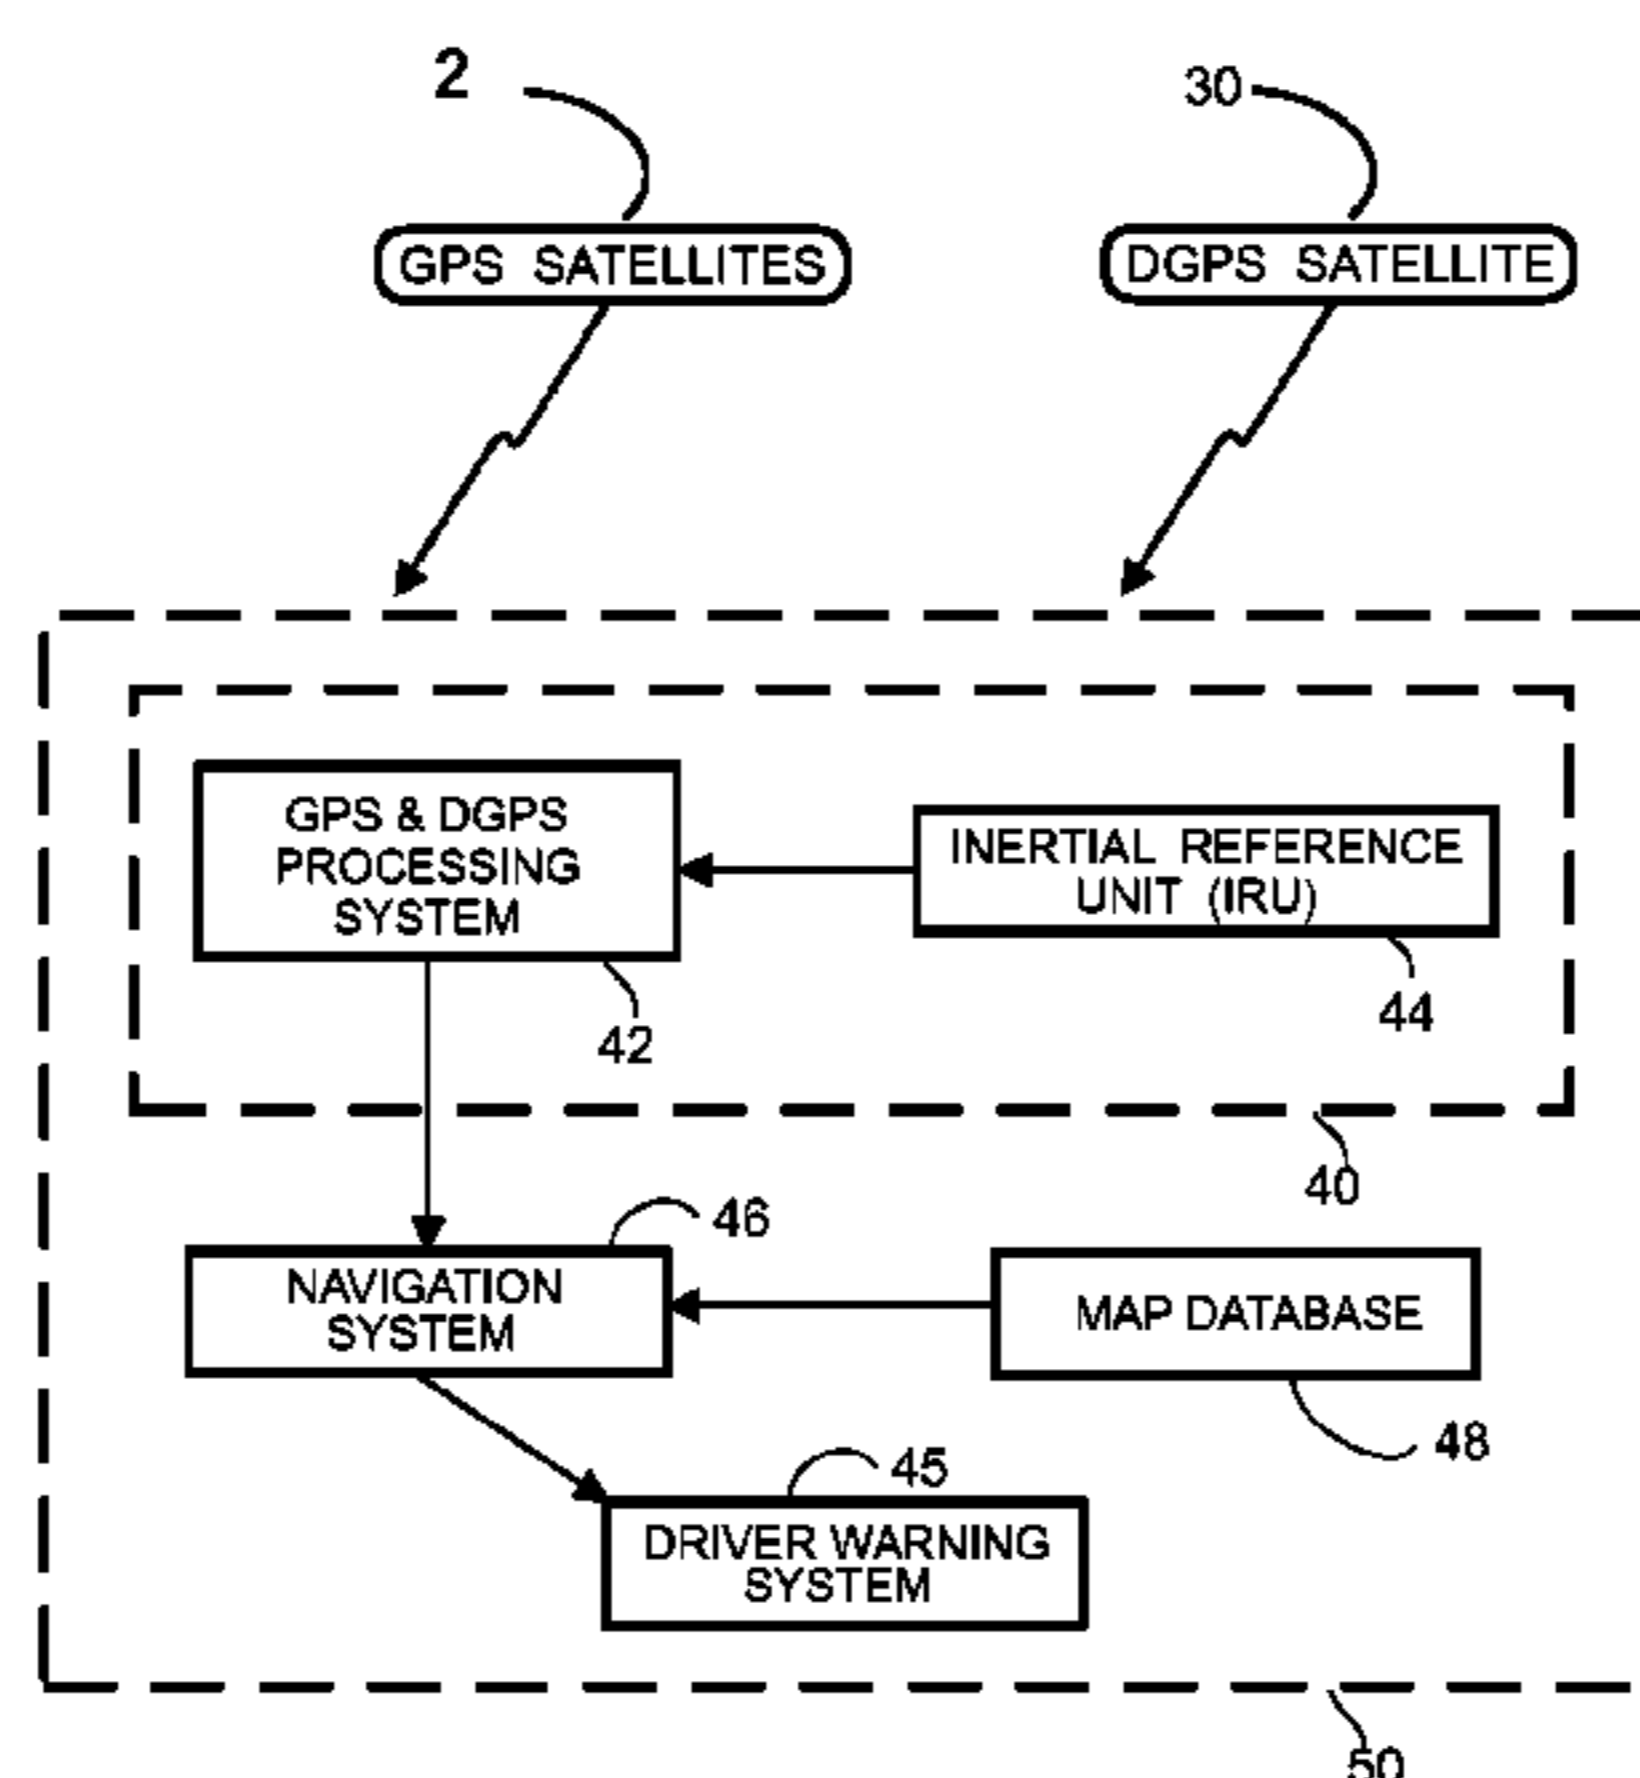 2
30
GPS SATELLITES
DGPS SATELLITE
GPS & DGPS
PROCESSING
SYSTEM
INERTIAL REFERENCE
UNIT (IRU)
42
44
40
46
NAVIGATION
SYSTEM
MAP DATABASE
48
45
DRIVER WARNING
SYSTEM
50